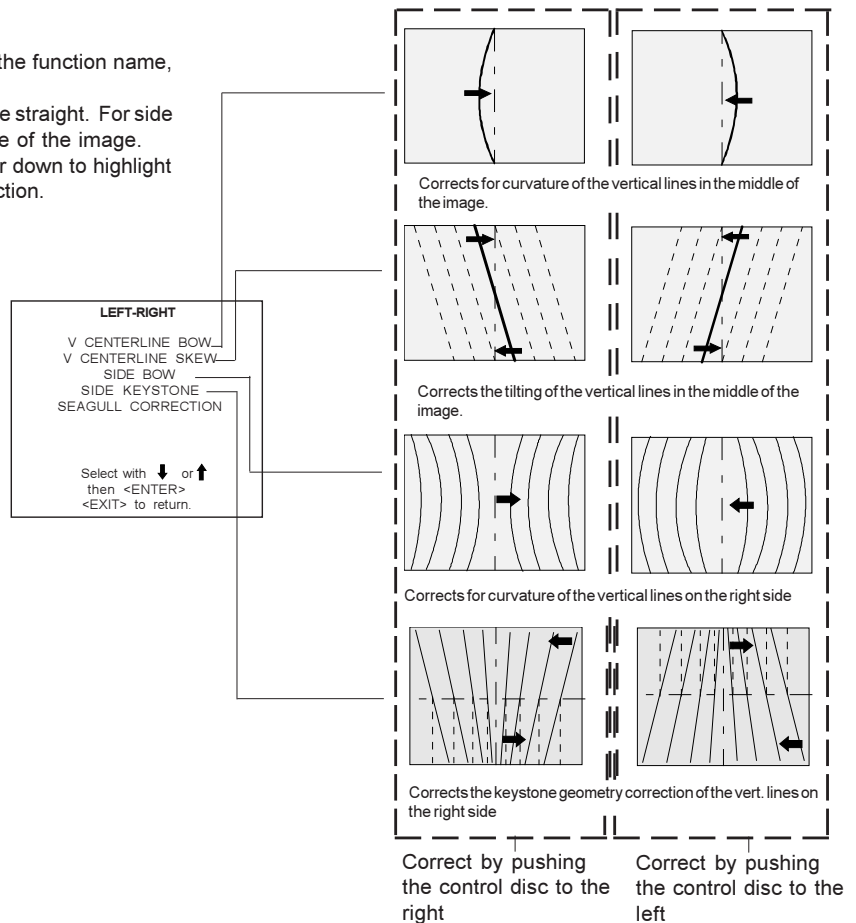 the function name,
e straight. For side
e of the image.
r down to highlight
ction.
LEFT-RIGHT
V CENTERLINE BOW
V CENTERLINE SKEW
SIDE BOW
SIDE KEYSTONE
SEAGULL CORRECTION
Select with ⬇ or ⬆
then <ENTER>
<EXIT> to return.
Corrects for curvature of the vertical lines in the middle of
the image.
Corrects the tilting of the vertical lines in the middle of the
image.
Corrects for curvature of the vertical lines on the right side
Corrects the keystone geometry correction of the vert. lines on
the right side
Correct by pushing
the control disc to the
right
Correct by pushing
the control disc to the
left